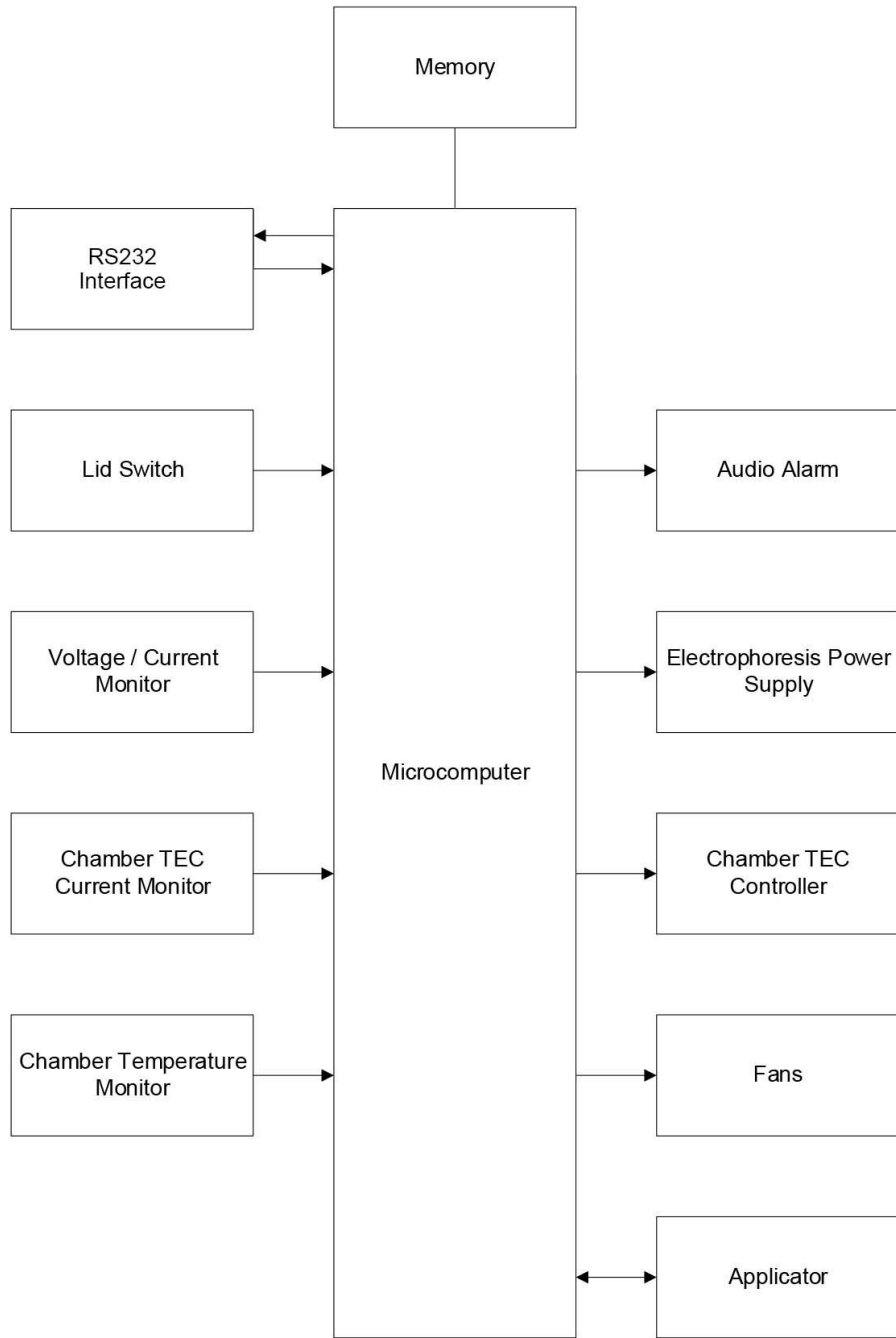 Memory
RS232
Interface
Lid Switch
Audio Alarm
Voltage / Current
Monitor
Electrophoresis Power
Supply
Microcomputer
Chamber TEC
Current Monitor
Chamber TEC
Controller
Chamber Temperature
Monitor
Fans
Applicator